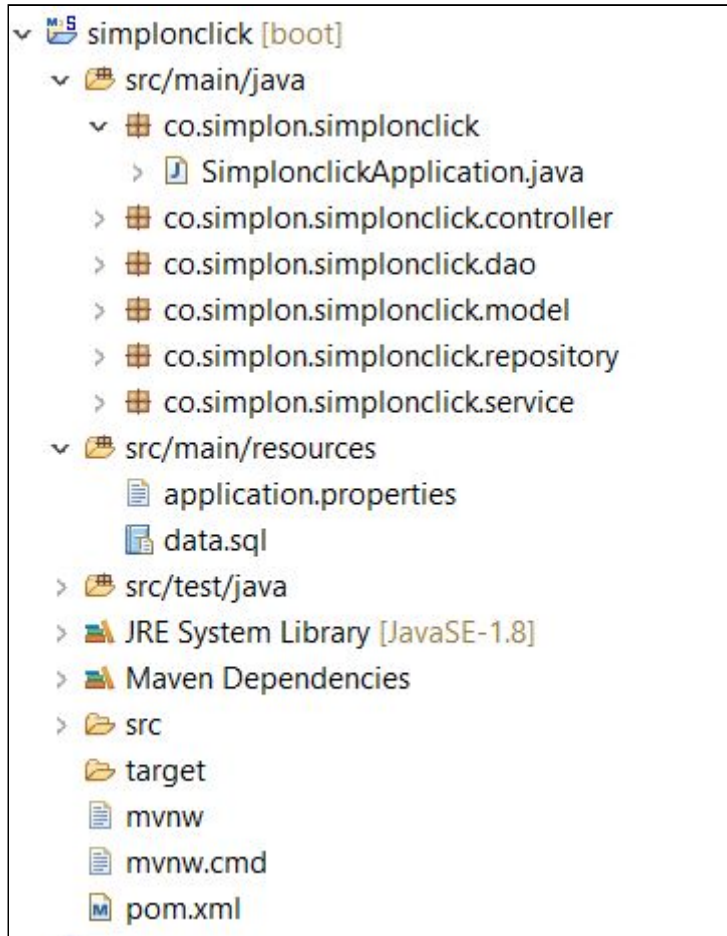 simplonclick [boot]
src/main/java
co.simplon.simplonclick
SimplonclickApplication.java
co.simplon.simplonclick.controller
co.simplon.simplonclick.dao
co.simplon.simplonclick.model
co.simplon.simplonclick.repository
co.simplon.simplonclick.service
src/main/resources
application.properties
data.sql
src/test/java
JRE System Library [JavaSE-1.8]
Maven Dependencies
src
target
mvnw
mvnw.cmd
pom.xml